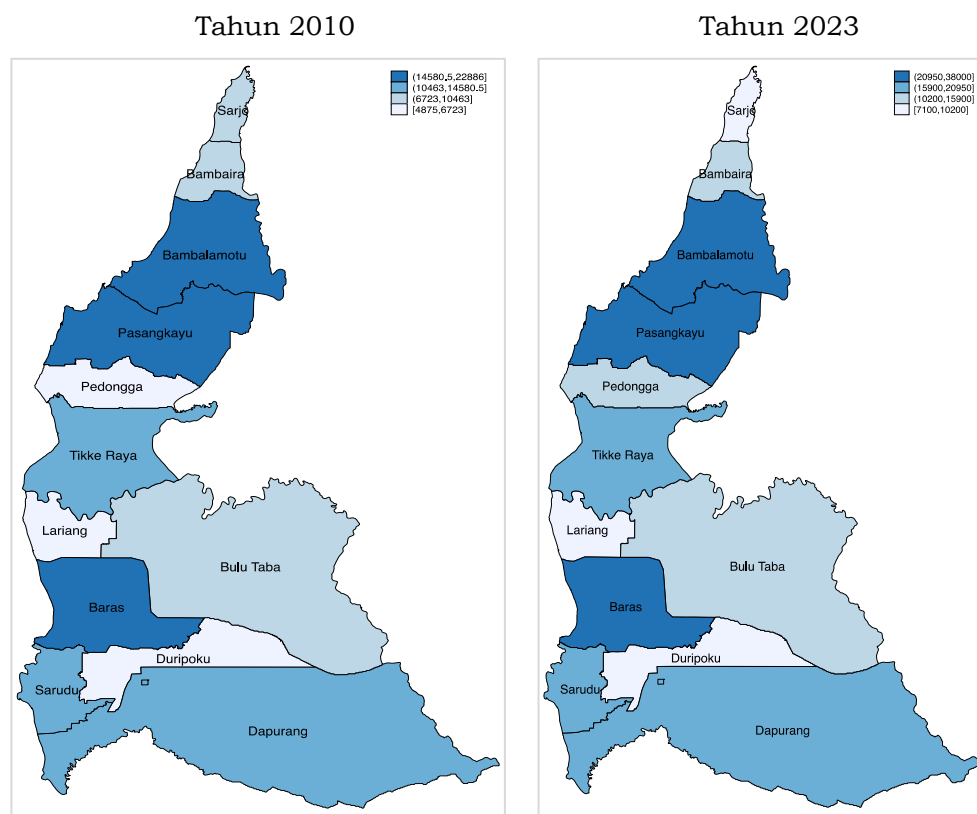 Tahun 2010
(14580.5,22886]
(10463,14580.5]
(6723,10463]
[4875,6723]
Sarjo
Bambaira
Bambalamotu
Pasangkayu
Pedongga
Tikke Raya
Lariang
Bulu Taba
Baras
Duripoku
Sarudu
Dapurang
Tahun 2023
(20950,38000]
(15900,20950]
(10200,15900]
[7100,10200]
Sarjo
Bambaira
Bambalamotu
Pasangkayu
Pedongga
Tikke Raya
Lariang
Bulu Taba
Baras
Duripoku
Sarudu
Dapurang